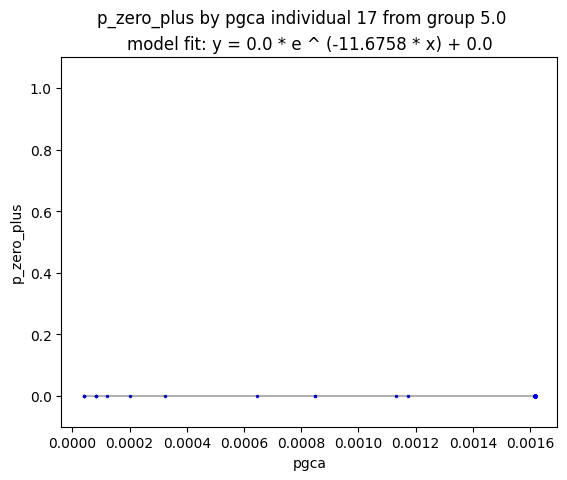 p_zero_plus by pgca individual 17 from group 5.0
model fit: y = 0.0 * e ^ (-11.6758 * x) + 0.0
1.0
0.8
0.6
0.4
0.2
0.0
p_zero_plus
0.0000 0.0002 0.0004 0.0006 0.0008 0.0010 0.0012 0.0014 0.0016
pgca